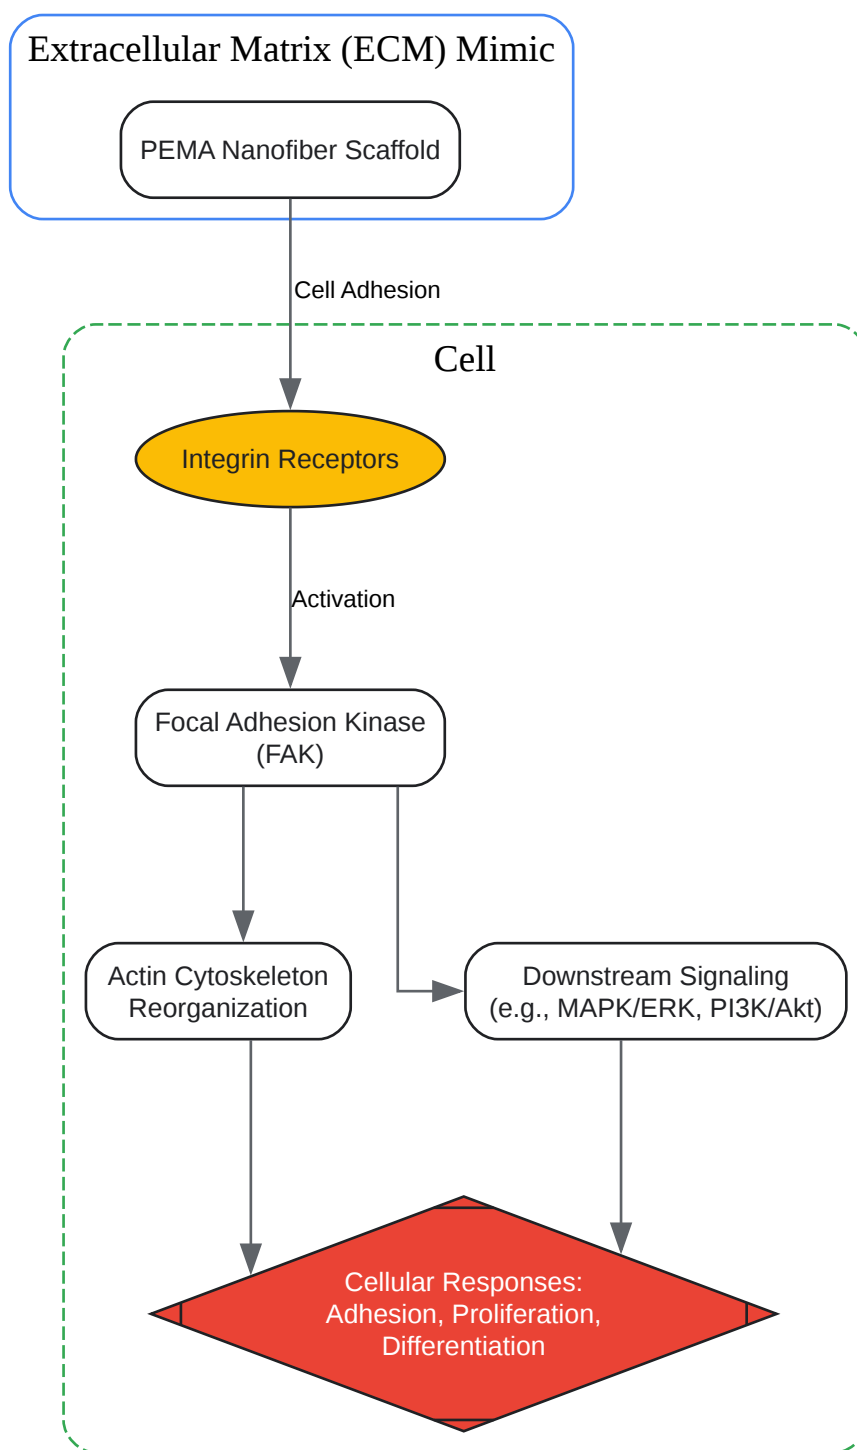 Extracellular Matrix (ECM) Mimic
PEMA Nanofiber Scaffold
Cell Adhesion
Cell
Integrin Receptors
Activation
Focal Adhesion Kinase
(FAK)
Actin Cytoskeleton
Reorganization
Downstream Signaling
(e.g., MAPK/ERK, PI3K/Akt)
Cellular Responses:
Adhesion, Proliferation,
Differentiation